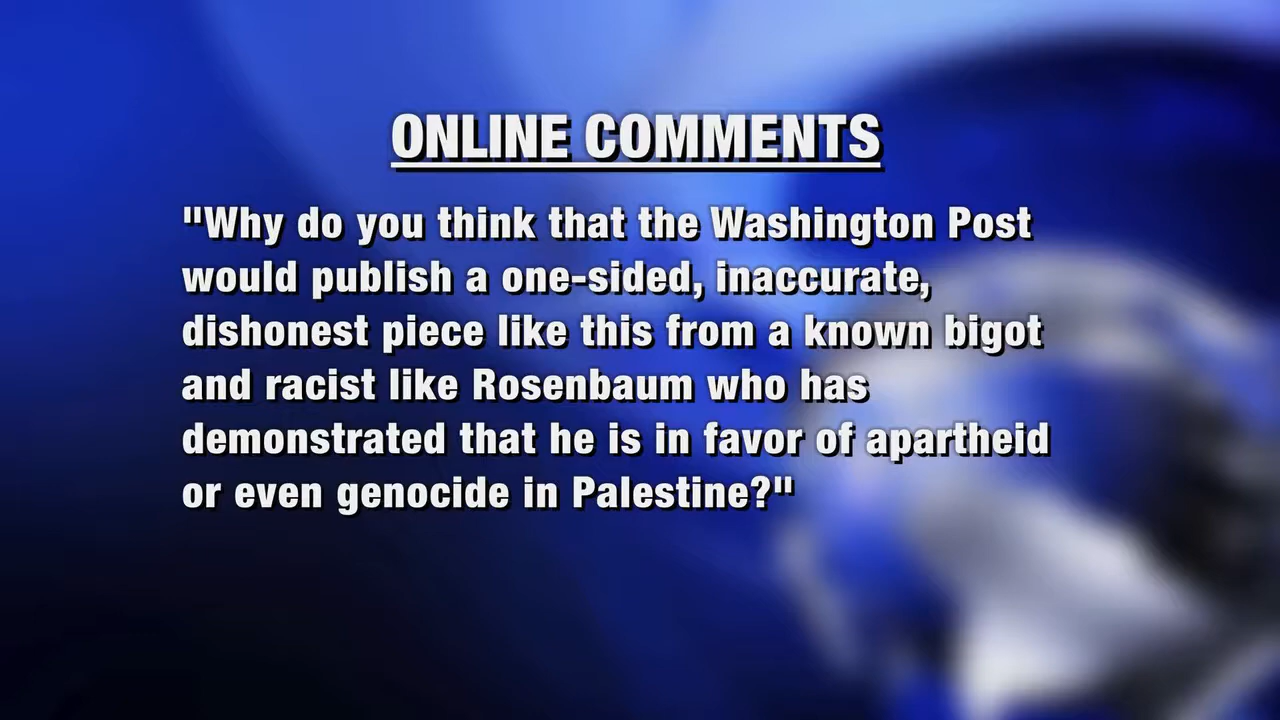 ONLINE COMMENTS
"Why do you think that the Washington Post
would publish a one-sided, inaccurate,
dishonest piece like this from a known bigot
and racist like Rosenbaum who has
demonstrated that he is in favor of apartheid
or even genocide in Palestine?"